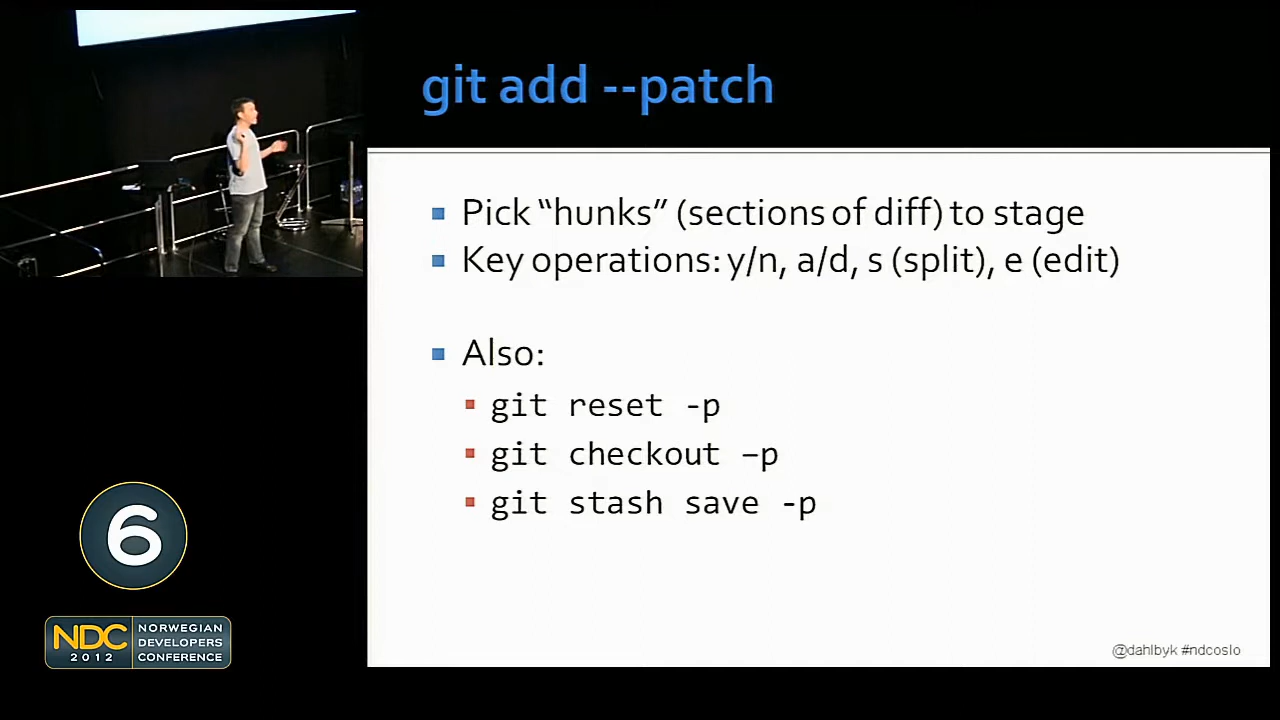 git add --patch
Pick “hunks” (sections of diff) to stage
Key operations: y/n, a/d, s (split), e (edit)
Also:
git reset -p
git checkout –p
git stash save -p
6
NDC
2012
NORWEGIAN
DEVELOPERS
CONFERENCE
@dahlbyk #ndcoslo